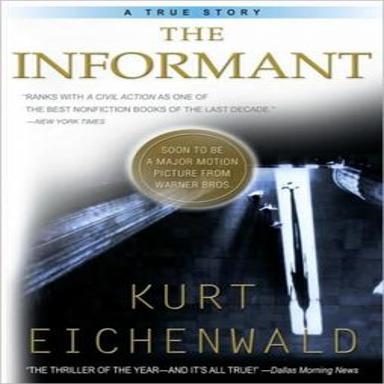 A TRUE STORY
THE
INFORMANT
"RANKS WITH A CIVIL ACTION AS ONE OF
THE BEST NONFICTION BOOKS OF THE LAST DECADE."
—NEW YORK TIMES
SOON TO BE
A MAJOR MOTION
PICTURE FROM
WARNER BROS.
KURT
EICHENWALD
"THE THRILLER OF THE YEAR—AND IT'S ALL TRUE!" —Dallas Morning News